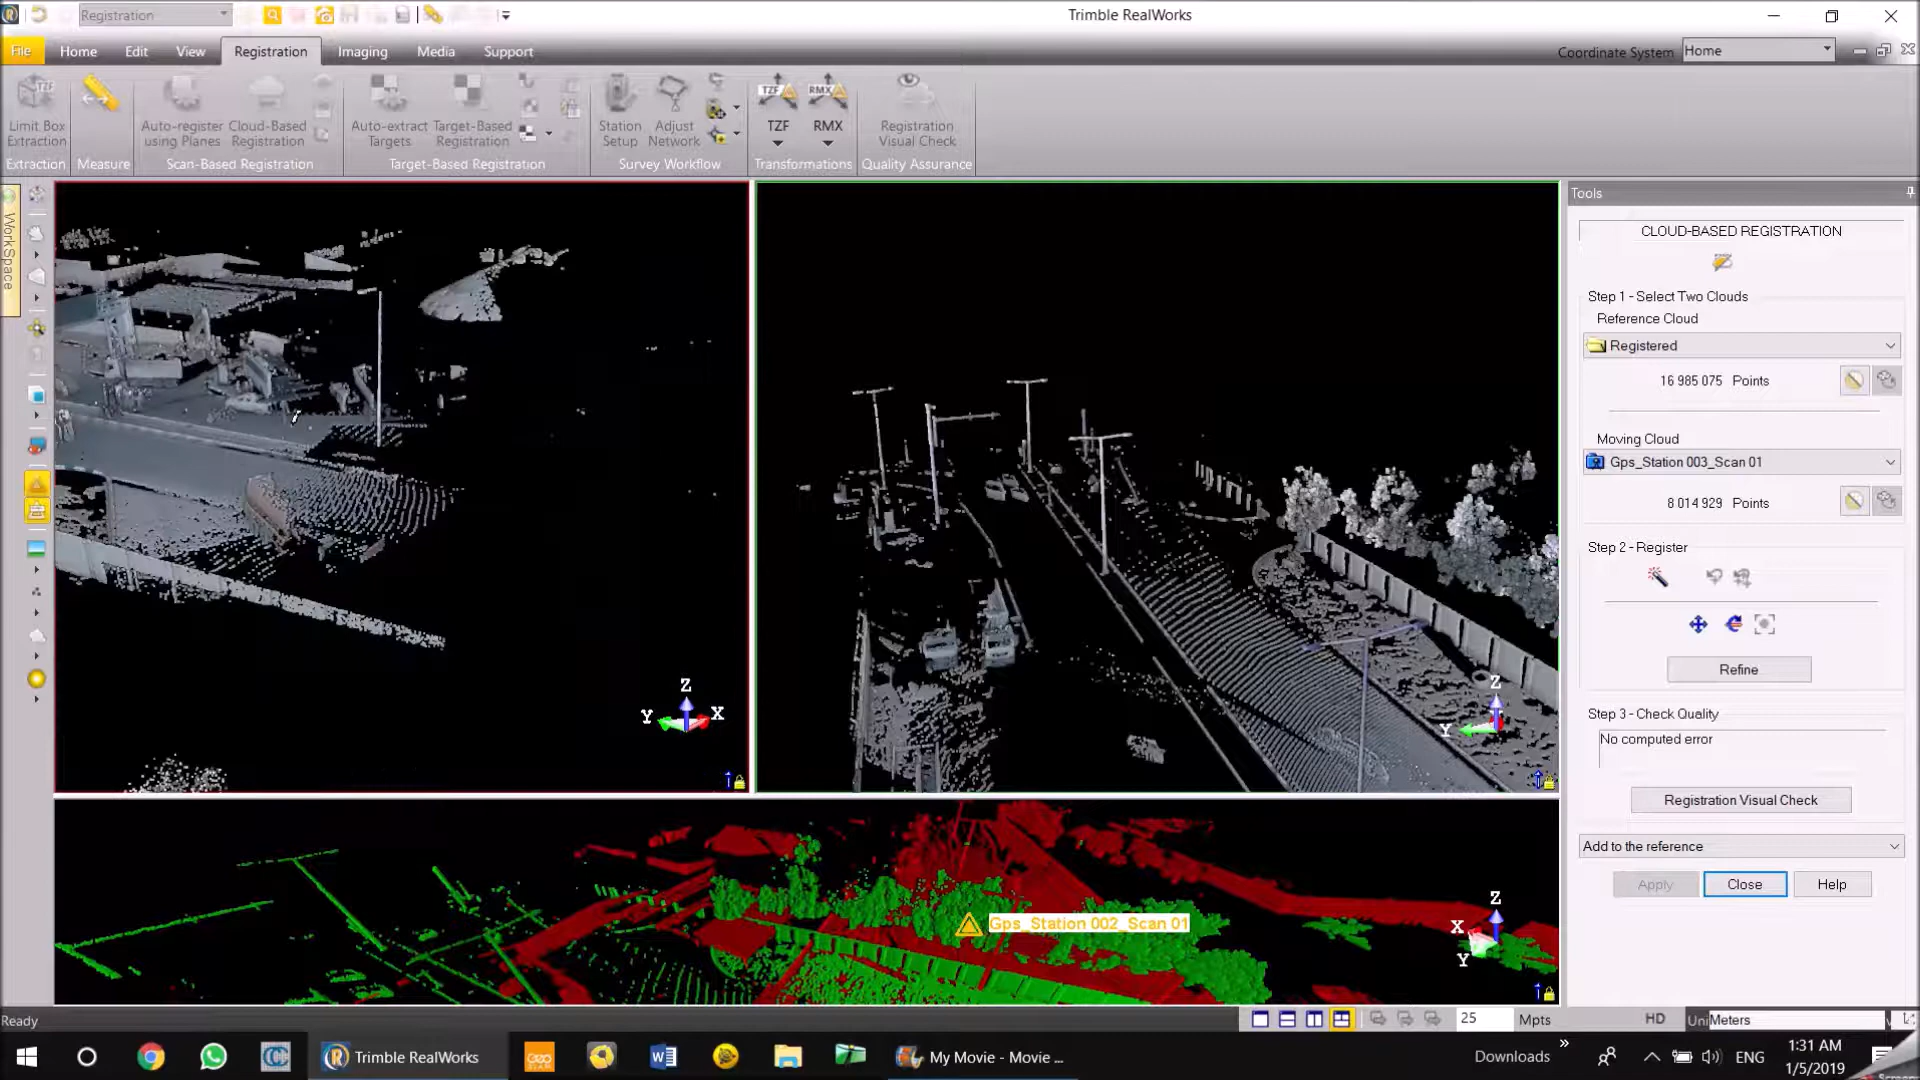 Registration
Trimble RealWorks
File
Home
Edit
View
Registration
Imaging
Media
Support
Coordinate System
Home
Limit Box Extraction
Auto-register using Planes
Cloud-Based Registration
Auto-extract Targets
Target-Based Registration
Station Setup
Adjust Network
TZF
TZF
RMX
RMX
Registration Visual Check
Extraction
Measure
Scan-Based Registration
Target-Based Registration
Survey Workflow
Transformations
Quality Assurance
WorkSpace
Z
Y
X
Z
Y
Gps_Station 002_Scan 01
Z
X
Y
Tools
CLOUD-BASED REGISTRATION
Step 1 - Select Two Clouds
Reference Cloud
Registered
16 985 075 Points
Moving Cloud
Gps_Station 003_Scan 01
8 014 929 Points
Step 2 - Register
Refine
Step 3 - Check Quality
No computed error
Registration Visual Check
Add to the reference
Apply
Close
Help
Ready
25 Mpts
HD
Uni
Meters
Trimble RealWorks
My Movie - Movie ...
Downloads
ENG
1:31 AM
1/5/2019